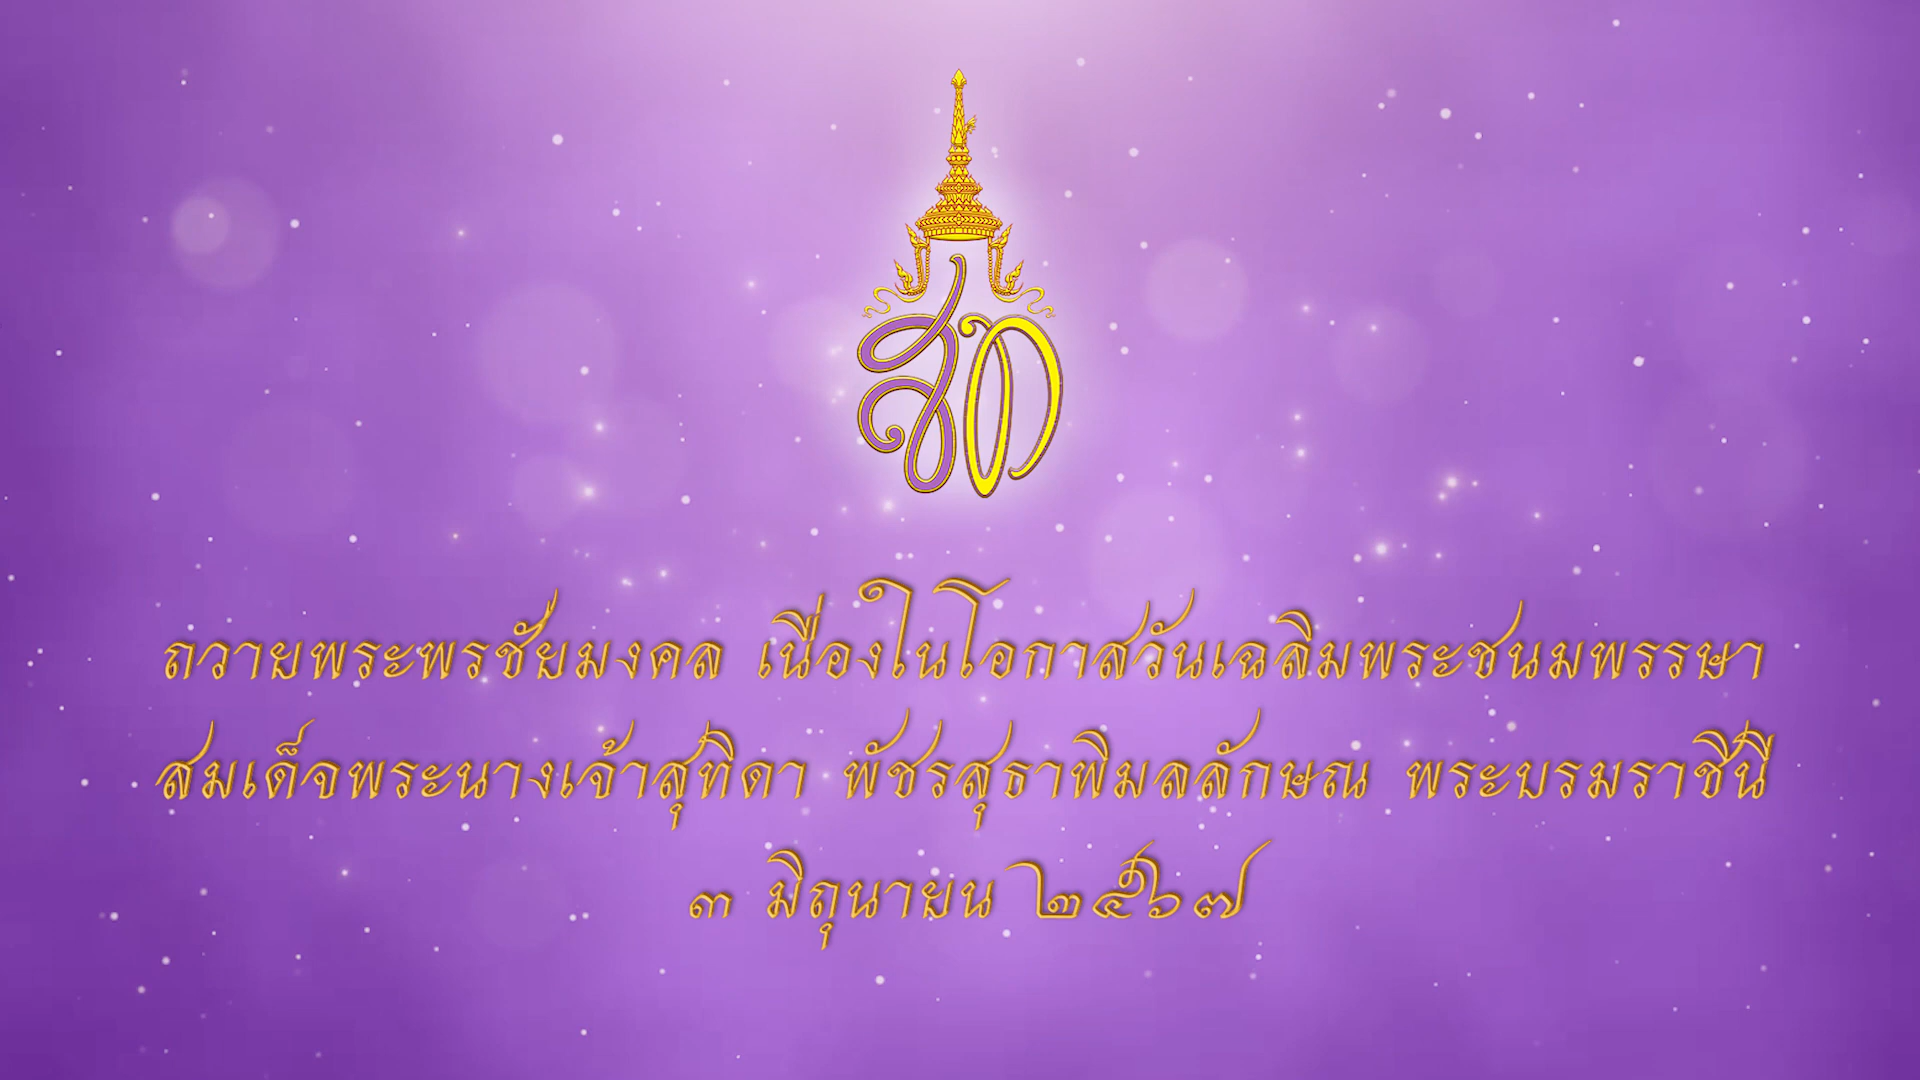 สท
ถวายพระพรชัยมงคล เนื่องในโอกาสวันเฉลิมพระชนมพรรษา
สมเด็จพระนางเจ้าสุทิดา พัชรสุธาพิมลลักษณ พระบรมราชินี
๓ มิถุนายน ๒๕๖๗